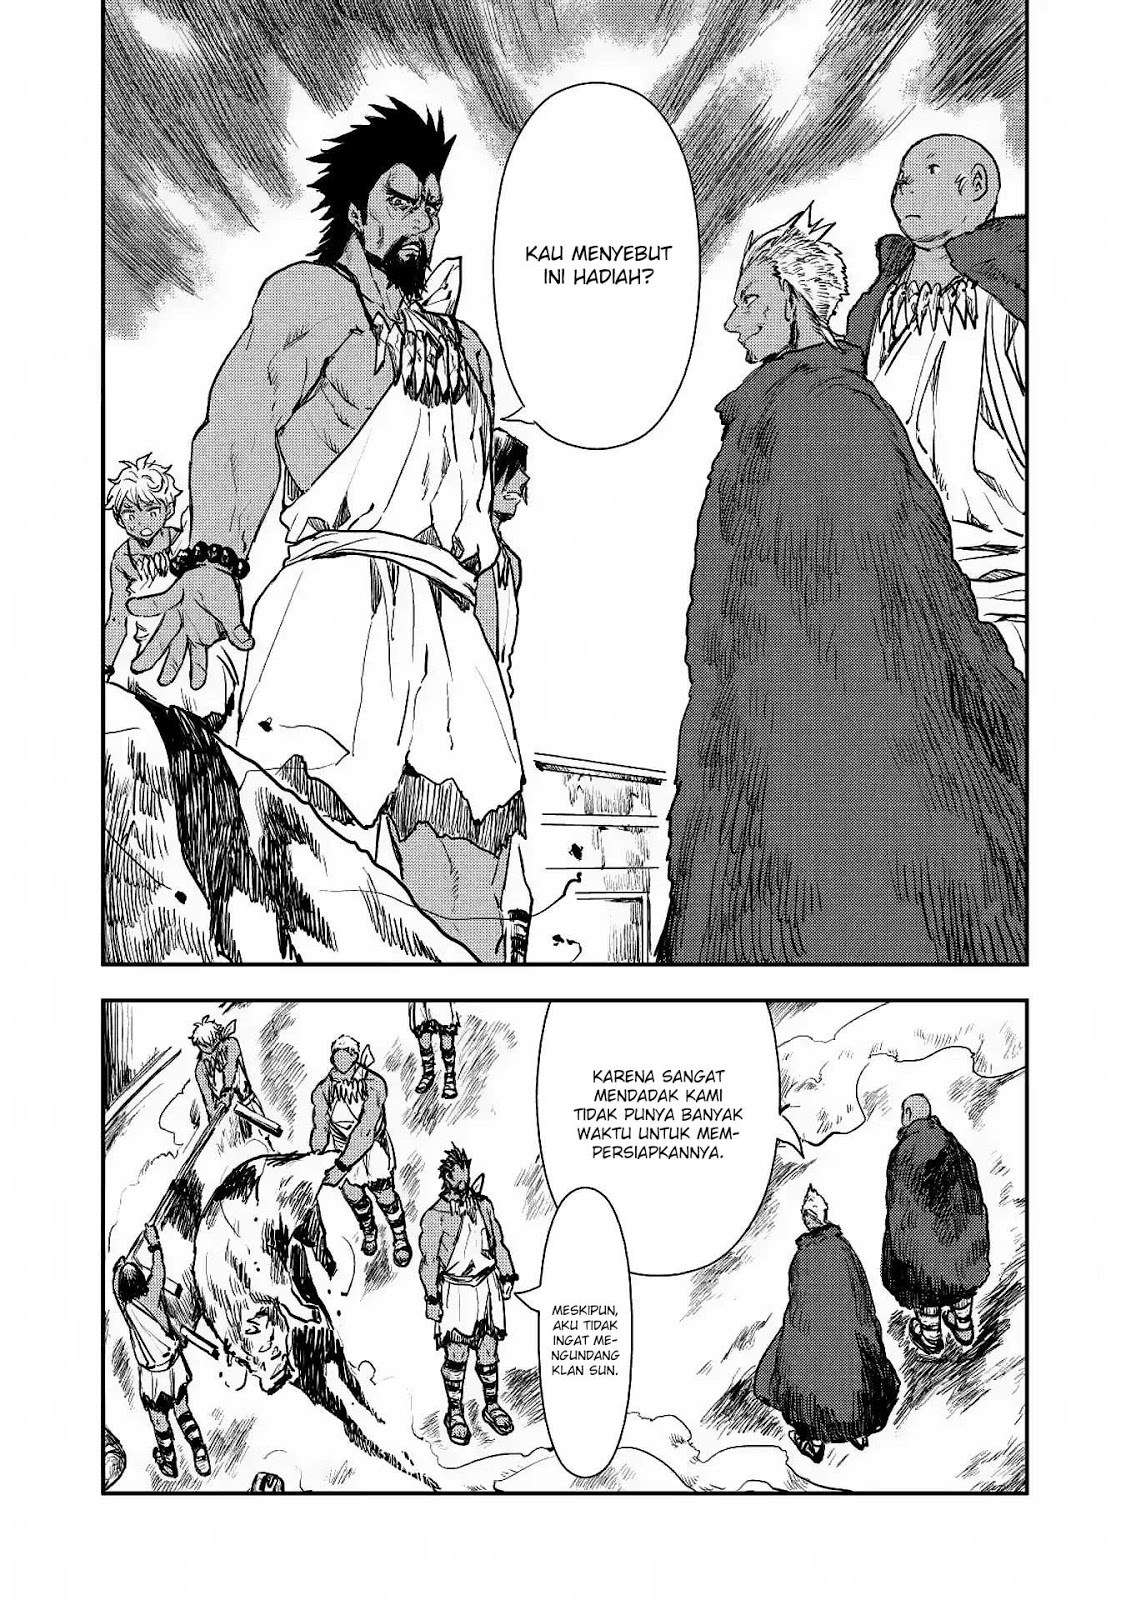 KAU MENYEBUT
INI HADIAH?
KARENA SANGAT
MENDADAK KAMI
TIDAK PUNYA BANYAK
WAKTU UNTUK MEM-
PERSIAPKANNYA.
MESKIPUN,
AKU TIDAK
INGAT ME-
NGUNDANG
KLAN SUN.